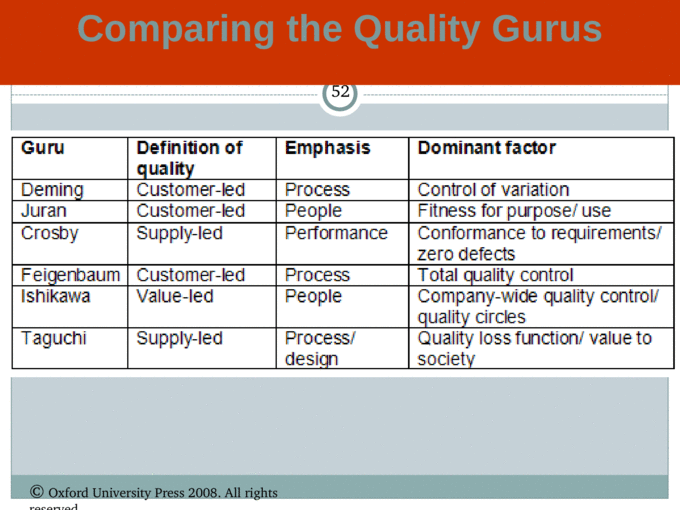 Comparing the Quality Gurus
52
Guru Definition of quality Emphasis Dominant factor
Deming Customer-led Process Control of variation
Juran Customer-led People Fitness for purpose/ use
Crosby Supply-led Performance Conformance to requirements/ zero defects
Feigenbaum Customer-led Process Total quality control
Ishikawa Value-led People Company-wide quality control/ quality circles
Taguchi Supply-led Process/ design Quality loss function/ value to society
© Oxford University Press 2008. All rights
reserved